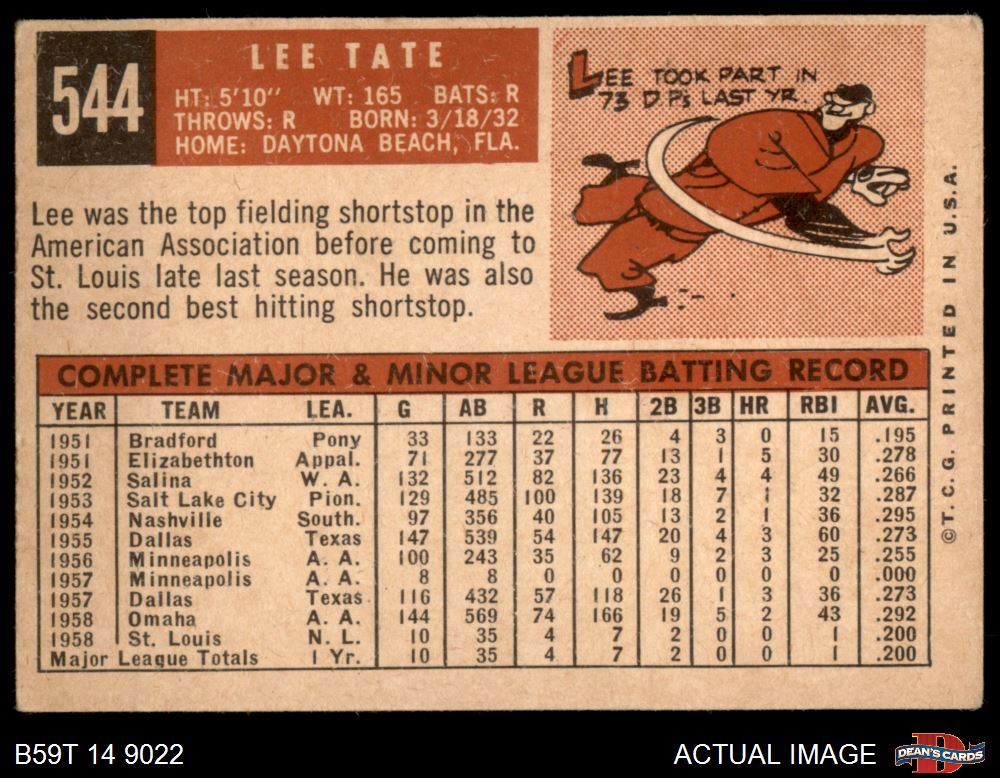 544
LEE TATE
HT: 5'10" WT: 165 BATS: R
THROWS: R BORN: 3/18/32
HOME: DAYTONA BEACH, FLA.
LEE TOOK PART IN
73 D P's LAST YR.
Lee was the top fielding shortstop in the
American Association before coming to
St. Louis late last season. He was also
the second best hitting shortstop.
COMPLETE MAJOR & MINOR LEAGUE BATTING RECORD
YEAR TEAM LEA. G AB R H 2B 3B HR RBI AVG.
1951 Bradford Pony 33 133 22 26 4 3 0 15 .195
1951 Elizabethton Appal. 71 277 37 77 13 1 5 30 .278
1952 Salina W. A. 132 512 82 136 23 4 4 49 .266
1953 Salt Lake City Pion. 129 485 100 139 18 7 1 32 .287
1954 Nashville South. 97 356 40 105 13 2 1 36 .295
1955 Dallas Texas 147 539 54 147 20 4 3 60 .273
1956 Minneapolis A. A. 100 243 35 62 9 2 3 25 .255
1957 Minneapolis A. A. 8 8 0 0 0 0 0 0 .000
1957 Dallas Texas 116 432 57 118 26 1 3 36 .273
1958 Omaha A. A. 144 569 74 166 19 5 2 43 .292
1958 St. Louis N. L. 10 35 4 7 2 0 0 1 .200
Major League Totals 1 Yr. 10 35 4 7 2 0 0 1 .200
©T. C. G. PRINTED IN U.S.A.
B59T 14 9022
ACTUAL IMAGE
D
DEAN'S CARDS